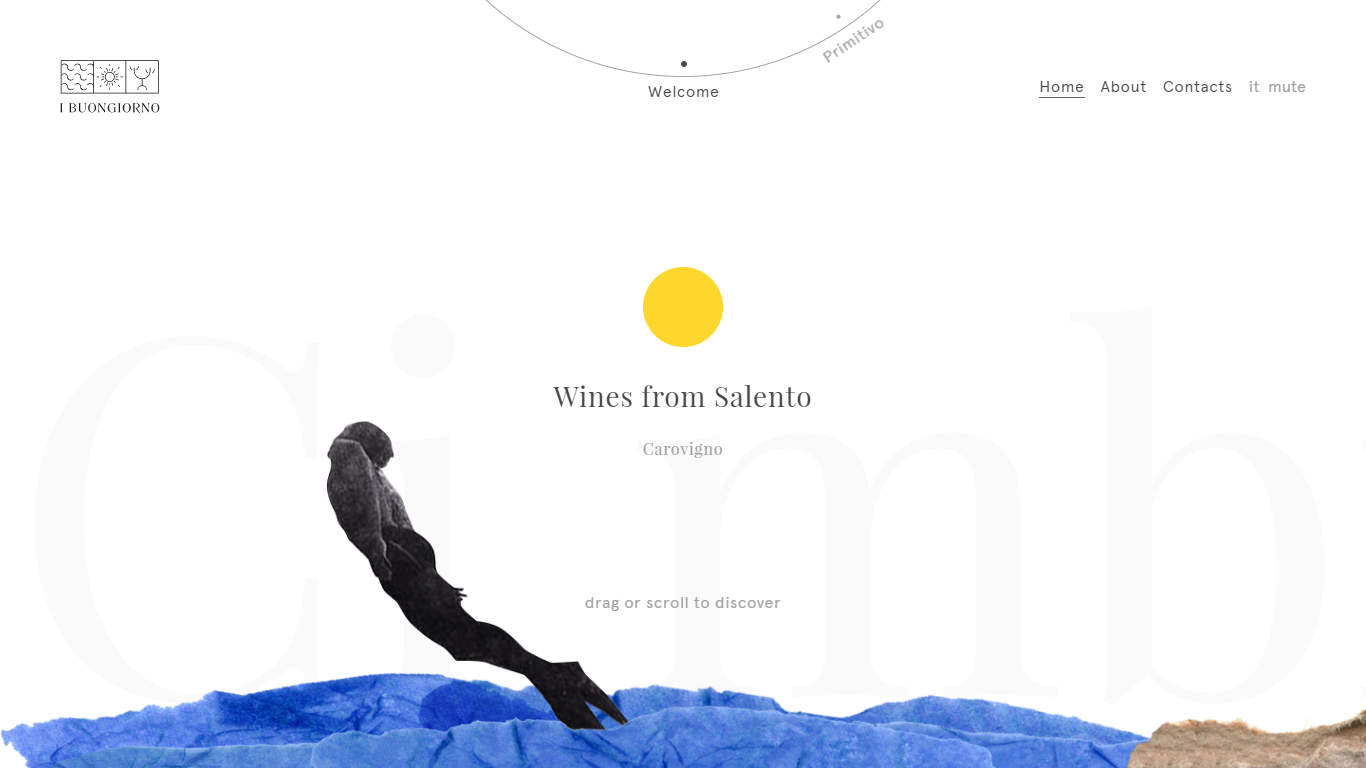 Primitivo
Welcome
I BUONGIORNO
Home About Contacts it mute
Wines from Salento
Carovigno
drag or scroll to discover
Cimb